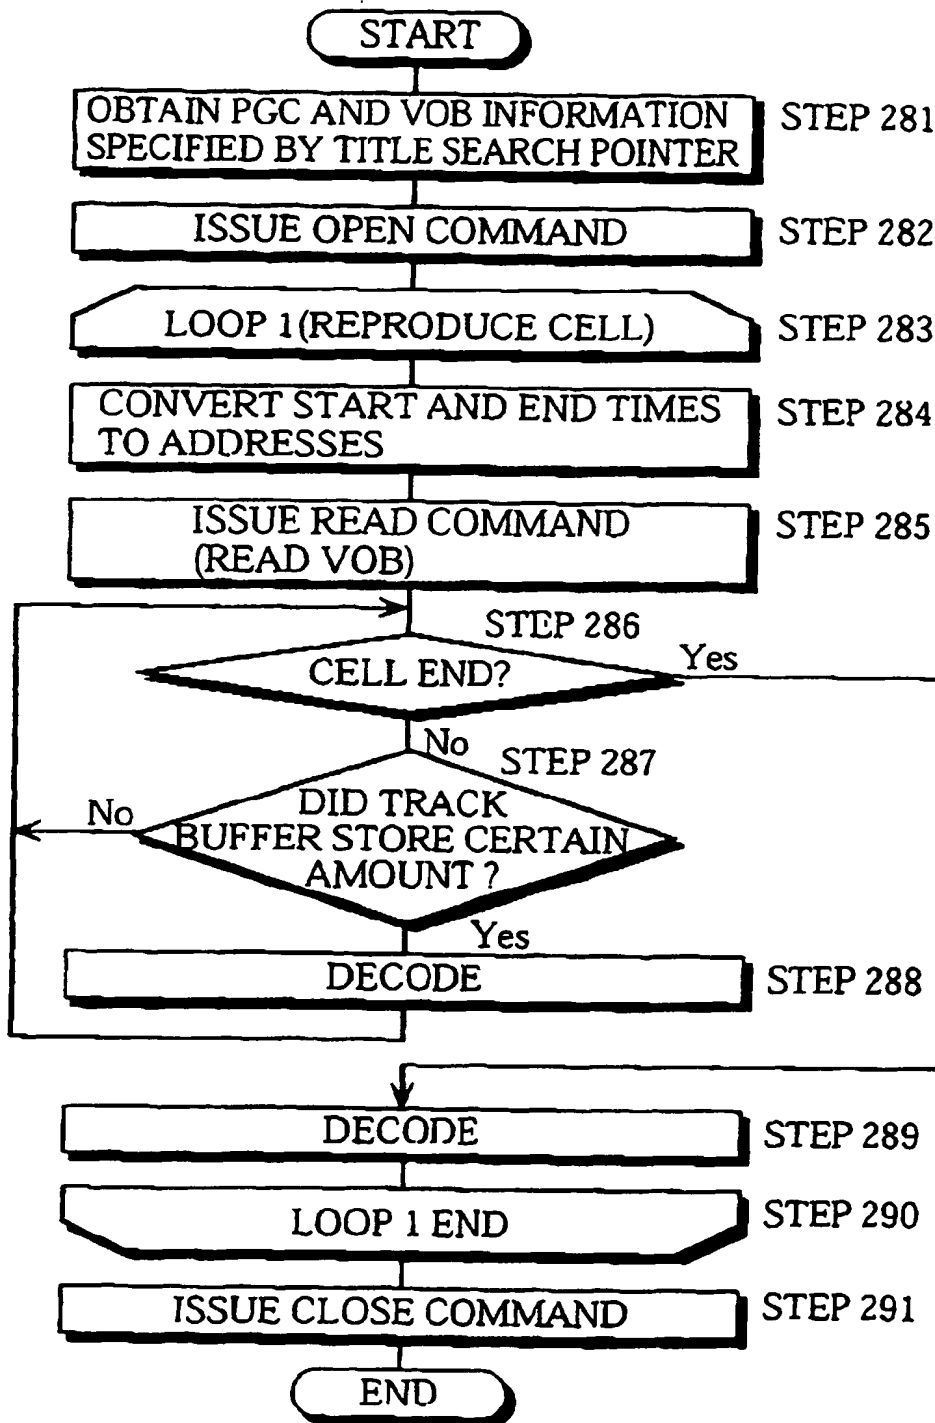 START
OBTAIN PGC AND VOB INFORMATION
SPECIFIED BY TITLE SEARCH POINTER
STEP 281
ISSUE OPEN COMMAND
STEP 282
LOOP 1(REPRODUCE CELL)
STEP 283
CONVERT START AND END TIMES
TO ADDRESSES
STEP 284
ISSUE READ COMMAND
(READ VOB)
STEP 285
STEP 286
CELL END?
Yes
No
STEP 287
No
DID TRACK
BUFFER STORE CERTAIN
AMOUNT ?
Yes
DECODE
STEP 288
DECODE
STEP 289
LOOP 1 END
STEP 290
ISSUE CLOSE COMMAND
STEP 291
END